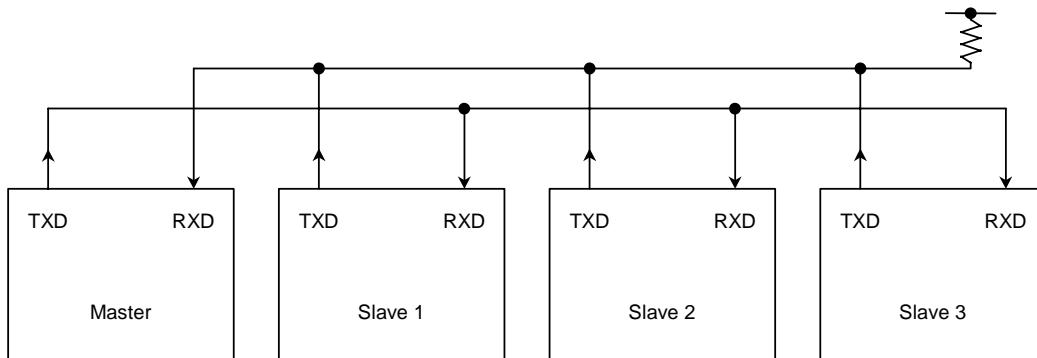 TXD RXD TXD RXD TXD RXD TXD RXD
Master Slave 1 Slave 2 Slave 3